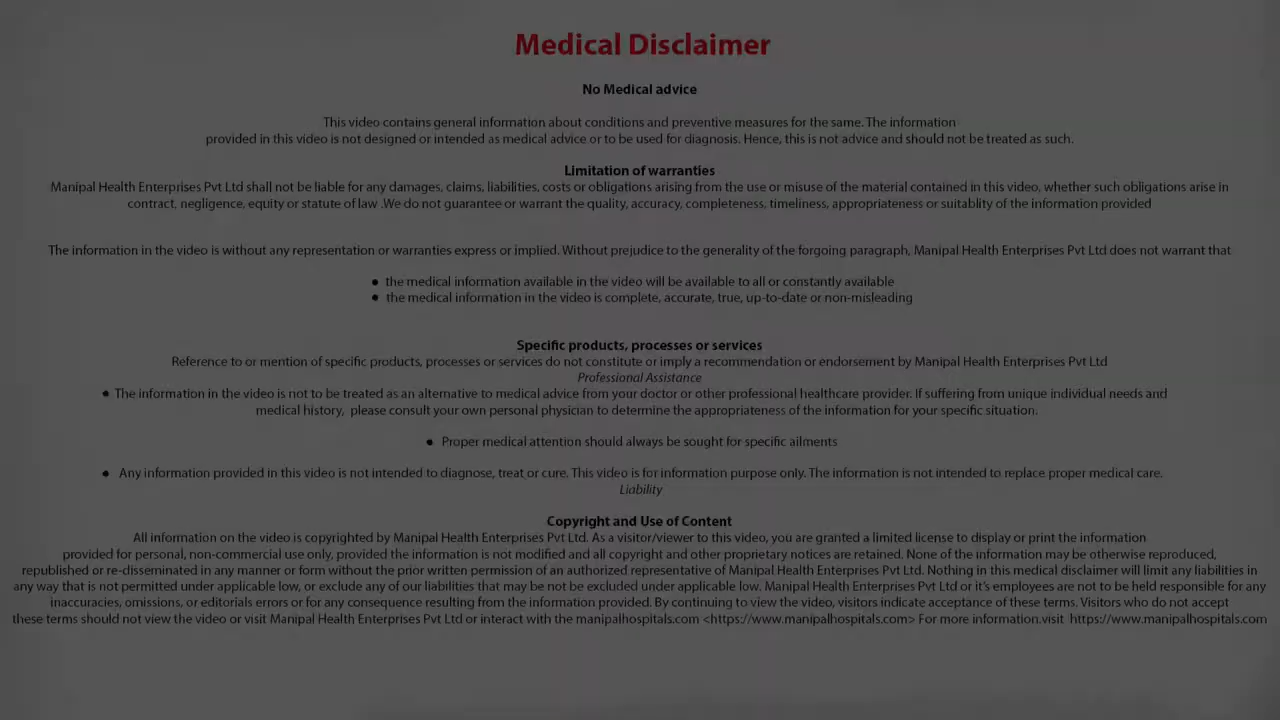 Medical Disclaimer
No Medical advice
This video contains general information about conditions and preventive measures for the same. The information
provided in this video is not designed or intended as medical advice or to be used for diagnosis. Hence, this is not advice and should not be treated as such.
Limitation of warranties
Manipal Health Enterprises Pvt Ltd shall not be liable for any damages, claims, liabilities, costs or obligations arising from the use or misuse of the material contained in this video, whether such obligations arise in
contract, negligence, equity or statute of law .We do not guarantee or warrant the quality, accuracy, completeness, timeliness, appropriateness or suitablity of the information provided
The information in the video is without any representation or warranties express or implied. Without prejudice to the generality of the forgoing paragraph, Manipal Health Enterprises Pvt Ltd does not warrant that
● the medical information available in the video will be available to all or constantly available
● the medical information in the video is complete, accurate, true, up-to-date or non-misleading
Specific products, processes or services
Reference to or mention of specific products, processes or services do not constitute or imply a recommendation or endorsement by Manipal Health Enterprises Pvt Ltd
Professional Assistance
● The information in the video is not to be treated as an alternative to medical advice from your doctor or other professional healthcare provider. If suffering from unique individual needs and
medical history, please consult your own personal physician to determine the appropriateness of the information for your specific situation.
● Proper medical attention should always be sought for specific ailments
● Any information provided in this video is not intended to diagnose, treat or cure. This video is for information purpose only. The information is not intended to replace proper medical care.
Liability
Copyright and Use of Content
All information on the video is copyrighted by Manipal Health Enterprises Pvt Ltd. As a visitor/viewer to this video, you are granted a limited license to display or print the information
provided for personal, non-commercial use only, provided the information is not modified and all copyright and other proprietary notices are retained. None of the information may be otherwise reproduced,
republished or re-disseminated in any manner or form without the prior written permission of an authorized representative of Manipal Health Enterprises Pvt Ltd. Nothing in this medical disclaimer will limit any liabilities in
any way that is not permitted under applicable low, or exclude any of our liabilities that may be not be excluded under applicable low. Manipal Health Enterprises Pvt Ltd or it's employees are not to be held responsible for any
inaccuracies, omissions, or editorials errors or for any consequence resulting from the information provided. By continuing to view the video, visitors indicate acceptance of these terms. Visitors who do not accept
these terms should not view the video or visit Manipal Health Enterprises Pvt Ltd or interact with the manipalhospitals.com <https://www.manipalhospitals.com> For more information.visit https://www.manipalhospitals.com